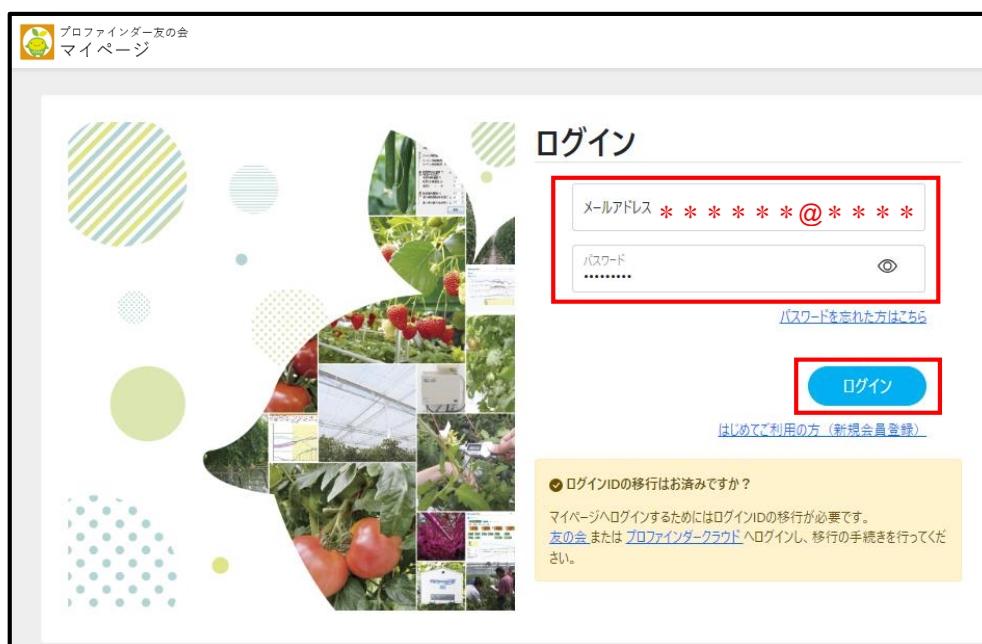 プロファインダー友の会
マイページ
ログイン
メールアドレス ******@****
パスワード
•••••••••
パスワードを忘れた方はこちら
ログイン
はじめてご利用の方（新規会員登録）
ログインIDの移行はお済みですか？
マイページへログインするためにはログインIDの移行が必要です。
友の会 または プロファインダークラウド へログインし、移行の手続きを行ってくだ
さい。